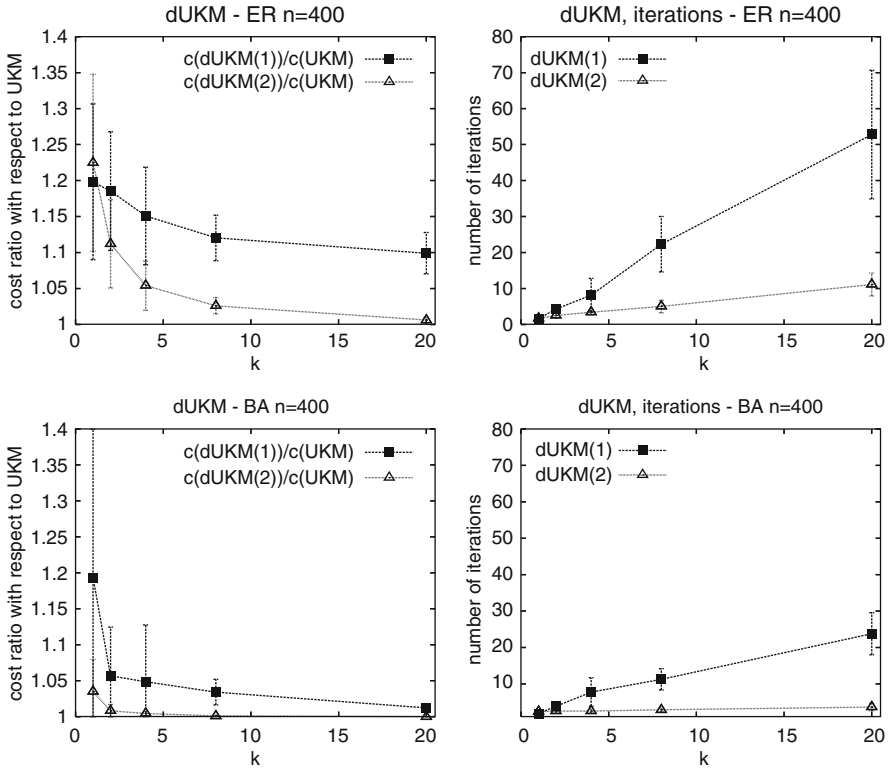 dUKM - ER n=400
cost ratio with respect to UKM
1.4
1.35
1.3
1.25
1.2
1.15
1.1
1.05
1
c(dUKM(1))/c(UKM)
c(dUKM(2))/c(UKM)
0 5 10 15 20
k
dUKM, iterations - ER n=400
number of iterations
80
70
60
50
40
30
20
10
0
dUKM(1)
dUKM(2)
0 5 10 15 20
k
dUKM - BA n=400
cost ratio with respect to UKM
1.4
1.35
1.3
1.25
1.2
1.15
1.1
1.05
1
c(dUKM(1))/c(UKM)
c(dUKM(2))/c(UKM)
0 5 10 15 20
k
dUKM, iterations - BA n=400
number of iterations
80
70
60
50
40
30
20
10
dUKM(1)
dUKM(2)
0 5 10 15 20
k